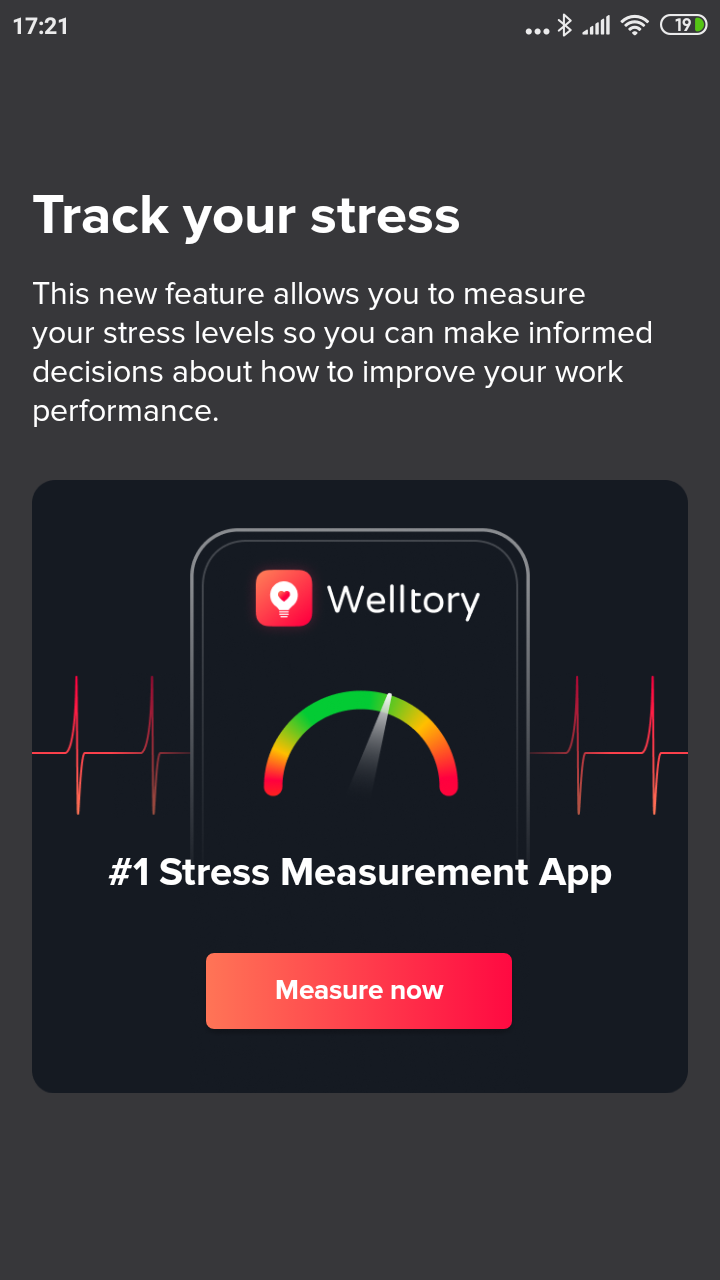 17:21
19
Track your stress
This new feature allows you to measure
your stress levels so you can make informed
decisions about how to improve your work
performance.
Welltory
#1 Stress Measurement App
Measure now